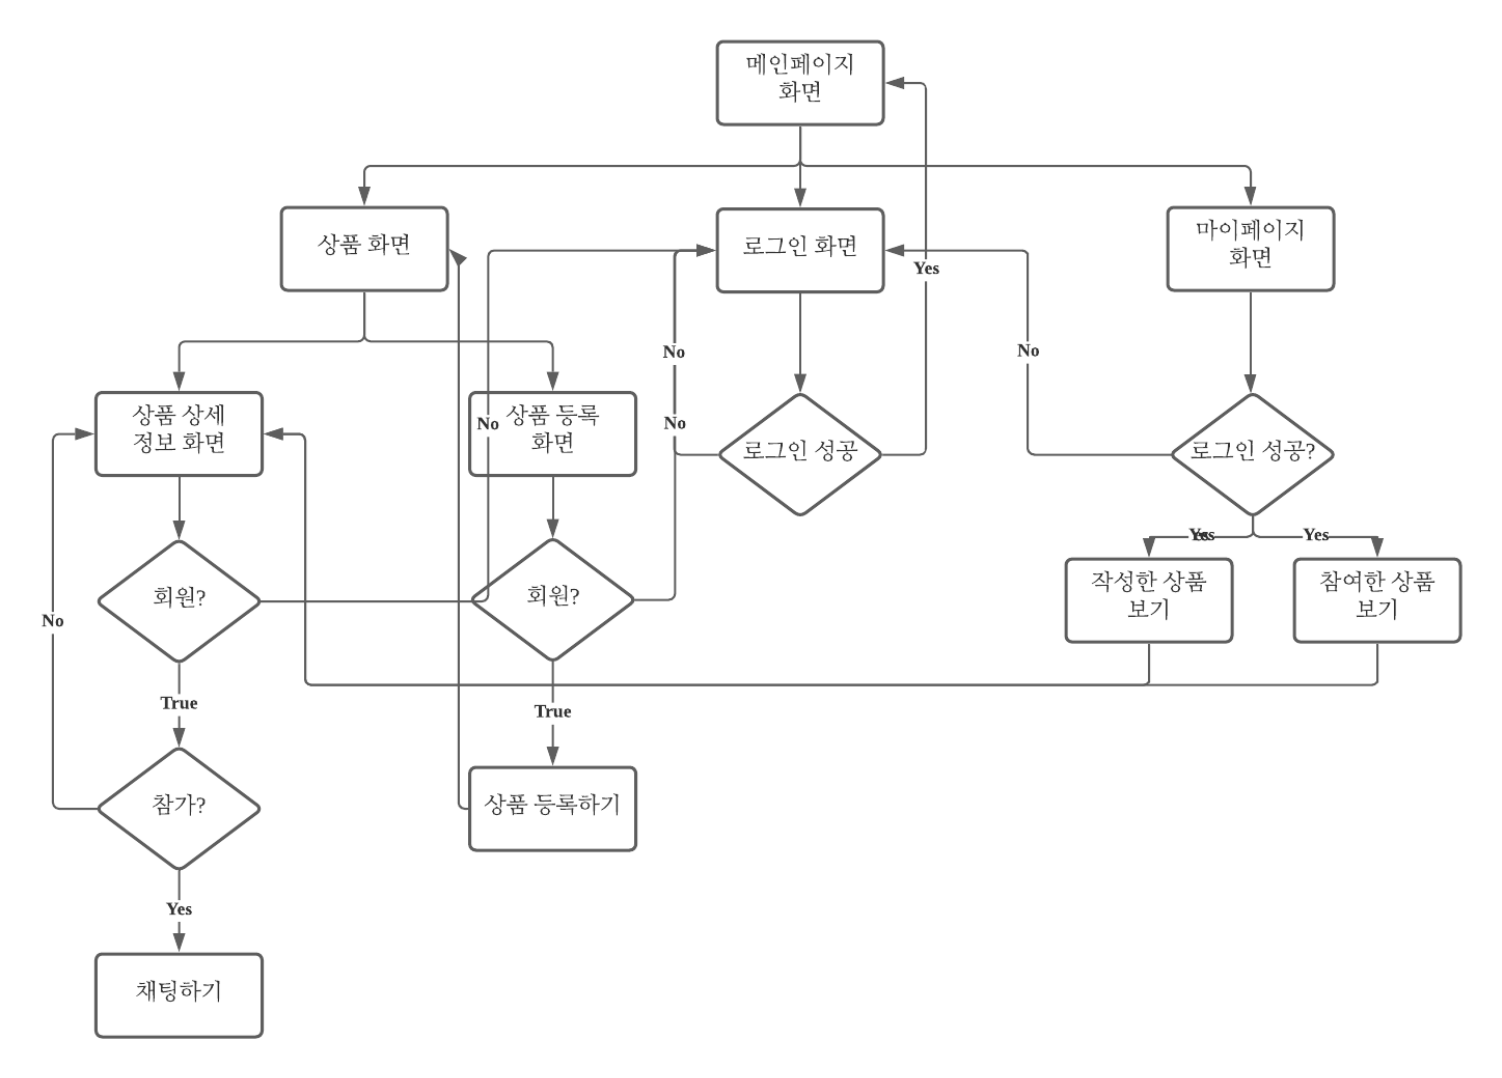 메인페이지
화면
상품 화면
로그인 화면
마이페이지
화면
Yes
No
No
상품 상세
정보 화면
No
상품 등록
화면
No
로그인 성공
로그인 성공?
Yes
Yes
작성한 상품
보기
참여한 상품
보기
회원?
회원?
No
True
True
참가?
상품 등록하기
Yes
채팅하기